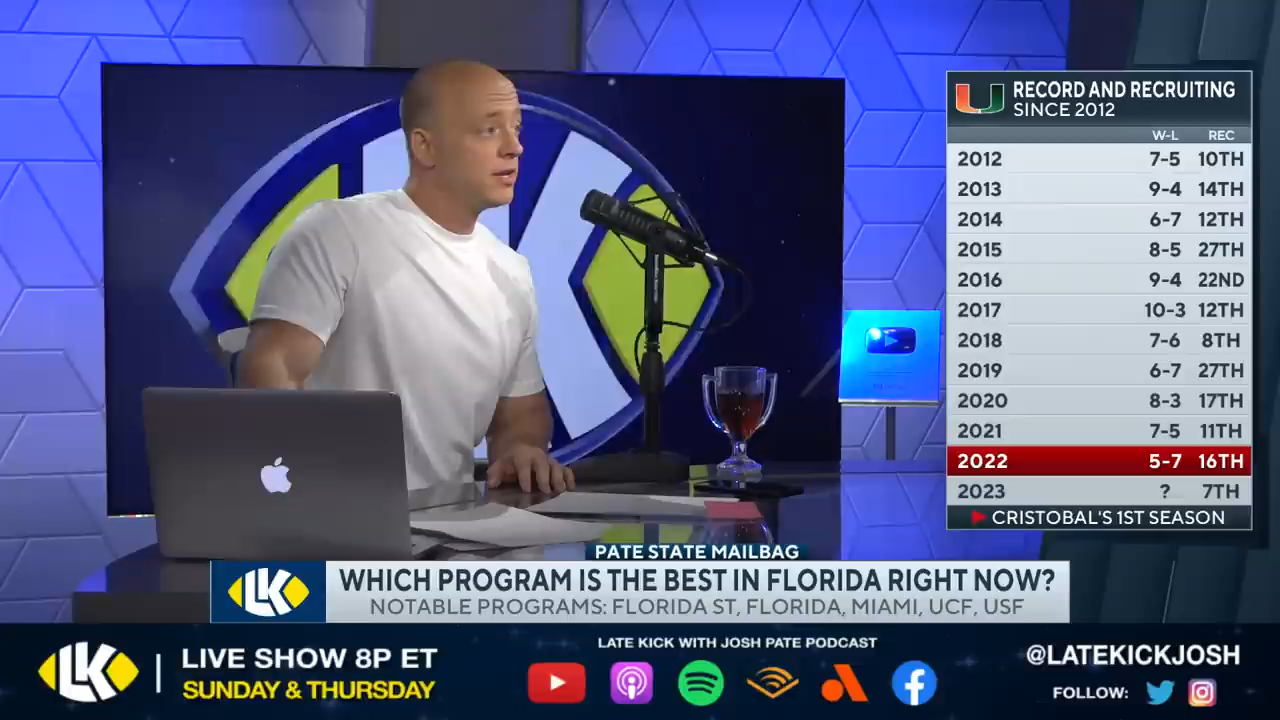 RECORD AND RECRUITING
SINCE 2012
W-L REC
2012 7-5 10TH
2013 9-4 14TH
2014 6-7 12TH
2015 8-5 27TH
2016 9-4 22ND
2017 10-3 12TH
2018 7-6 8TH
2019 6-7 27TH
2020 8-3 17TH
2021 7-5 11TH
2022 5-7 16TH
2023 ? 7TH
CRISTOBAL'S 1ST SEASON
PATE STATE MAILBAG
LK
WHICH PROGRAM IS THE BEST IN FLORIDA RIGHT NOW?
NOTABLE PROGRAMS: FLORIDA ST, FLORIDA, MIAMI, UCF, USF
LK
LIVE SHOW 8P ET
SUNDAY & THURSDAY
LATE KICK WITH JOSH PATE PODCAST
@LATEKICKJOSH
FOLLOW: